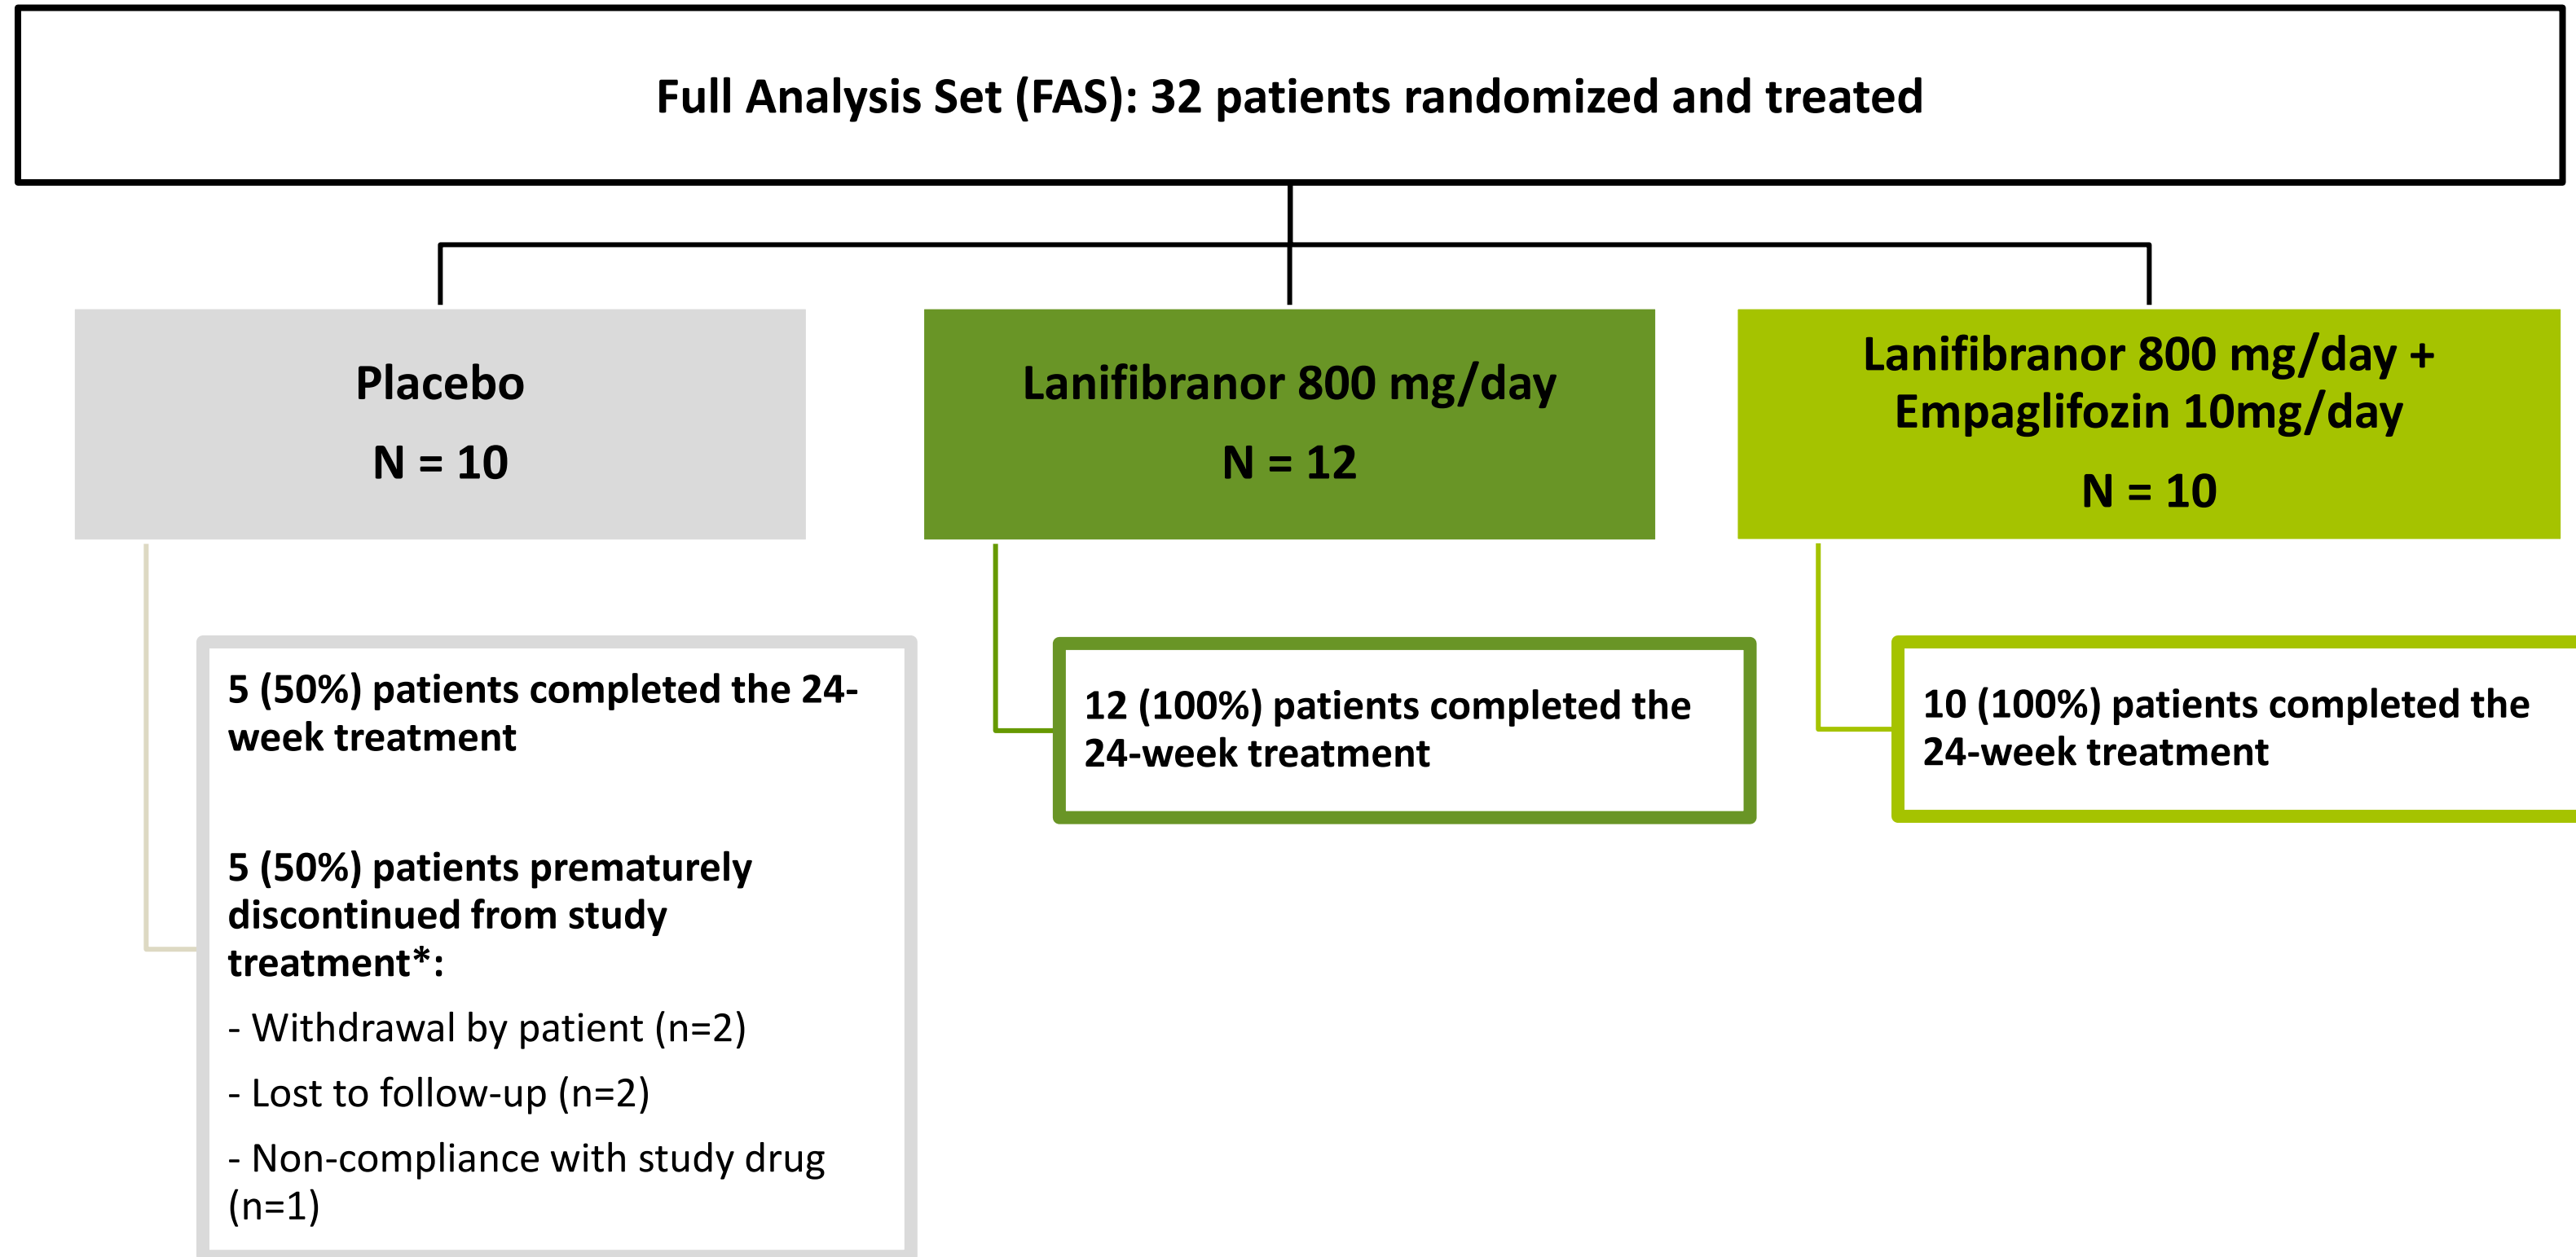 Full Analysis Set (FAS): 32 patients randomized and treated
Placebo
N = 10
Lanifibranor 800 mg/day
N = 12
Lanifibranor 800 mg/day +
Empaglifozin 10mg/day
N = 10
5 (50%) patients completed the 24-
week treatment
5 (50%) patients prematurely
discontinued from study
treatment*:
- Withdrawal by patient (n=2)
- Lost to follow-up (n=2)
- Non-compliance with study drug
(n=1)
12 (100%) patients completed the
24-week treatment
10 (100%) patients completed the
24-week treatment